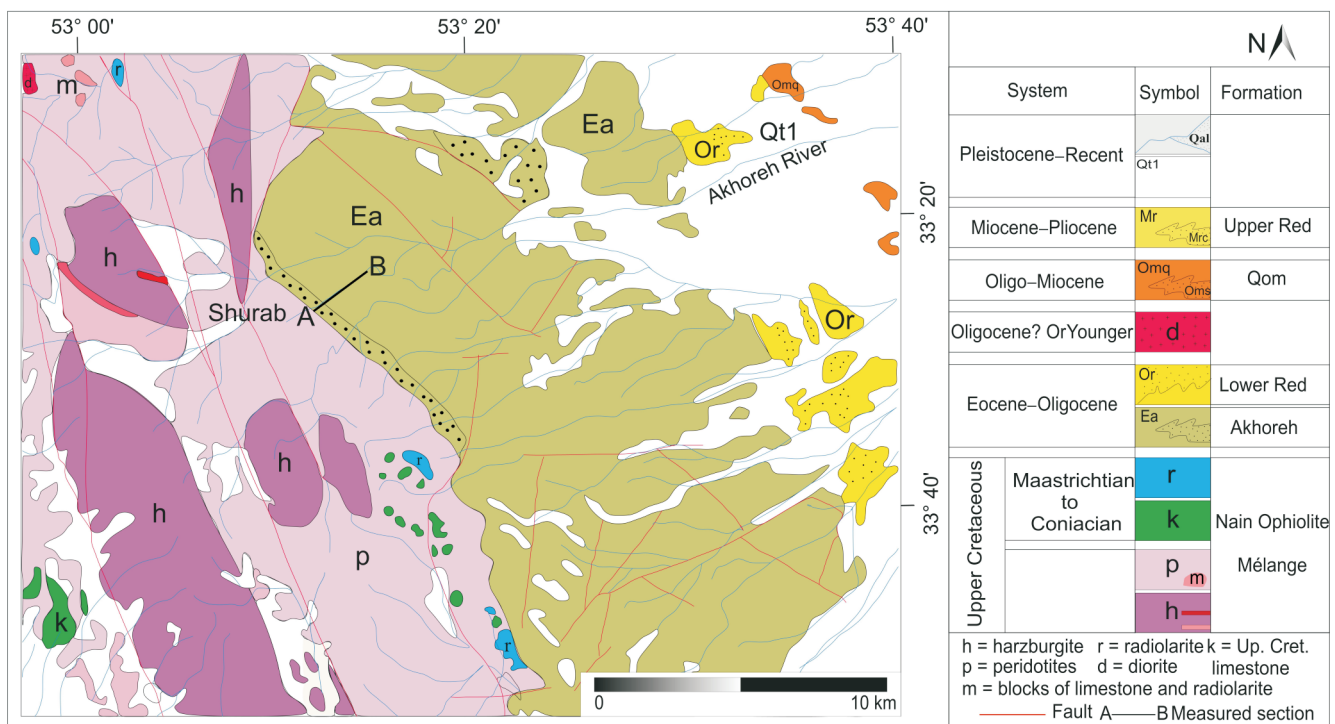 53° 00'
53° 20'
53° 40'
d
m
r
Ea
Omq
Or
Qt1
Akhoreh River
h
Ea
33° 20'
h
B
Shurab A
Or
h
h
r
33° 40'
p
k
r
0
10 km
N
System Symbol Formation
Pleistocene–Recent Qal
Qt1
Miocene–Pliocene Mr Mrc Upper Red
Oligo–Miocene Omq Oms Qom
Oligocene? OrYounger d
Eocene–Oligocene Or Lower Red
Ea Akhoreh
Upper Cretaceous
Maastrichtian
to
Coniacian
r
k Nain Ophiolite
p m Mélange
h
h = harzburgite r = radiolarite k = Up. Cret.
p = peridotites d = diorite limestone
m = blocks of limestone and radiolarite
Fault A B Measured section